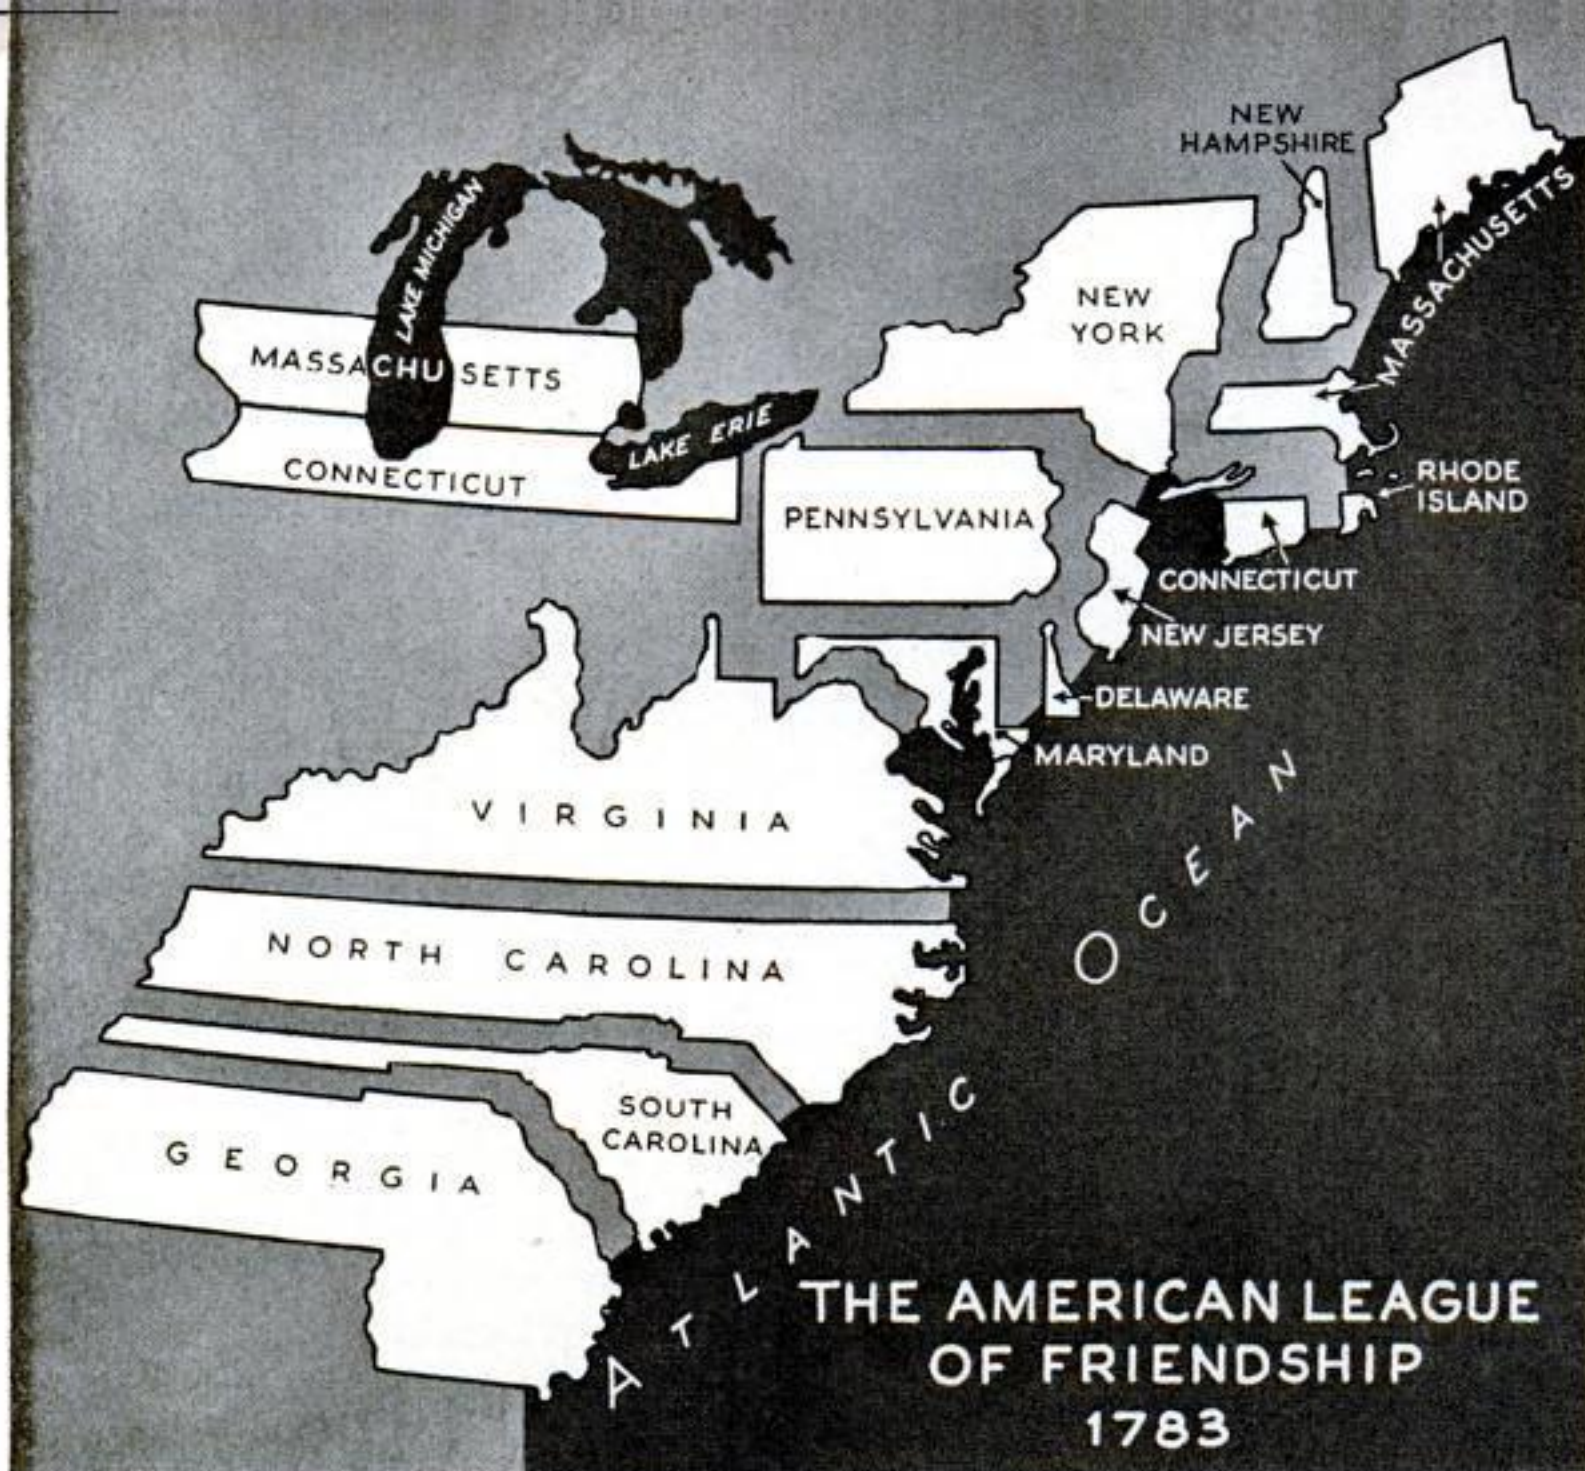 NEW
HAMPSHIRE
MASSACHUSETTS
LAKE MICHIGAN
NEW
YORK
MASSACHUSETTS
LAKE ERIE
CONNECTICUT
RHODE
ISLAND
PENNSYLVANIA
CONNECTICUT
NEW JERSEY
DELAWARE
MARYLAND
VIRGINIA
NORTH CAROLINA
SOUTH
CAROLINA
GEORGIA
ATLANTIC OCEAN
THE AMERICAN LEAGUE
OF FRIENDSHIP
1783